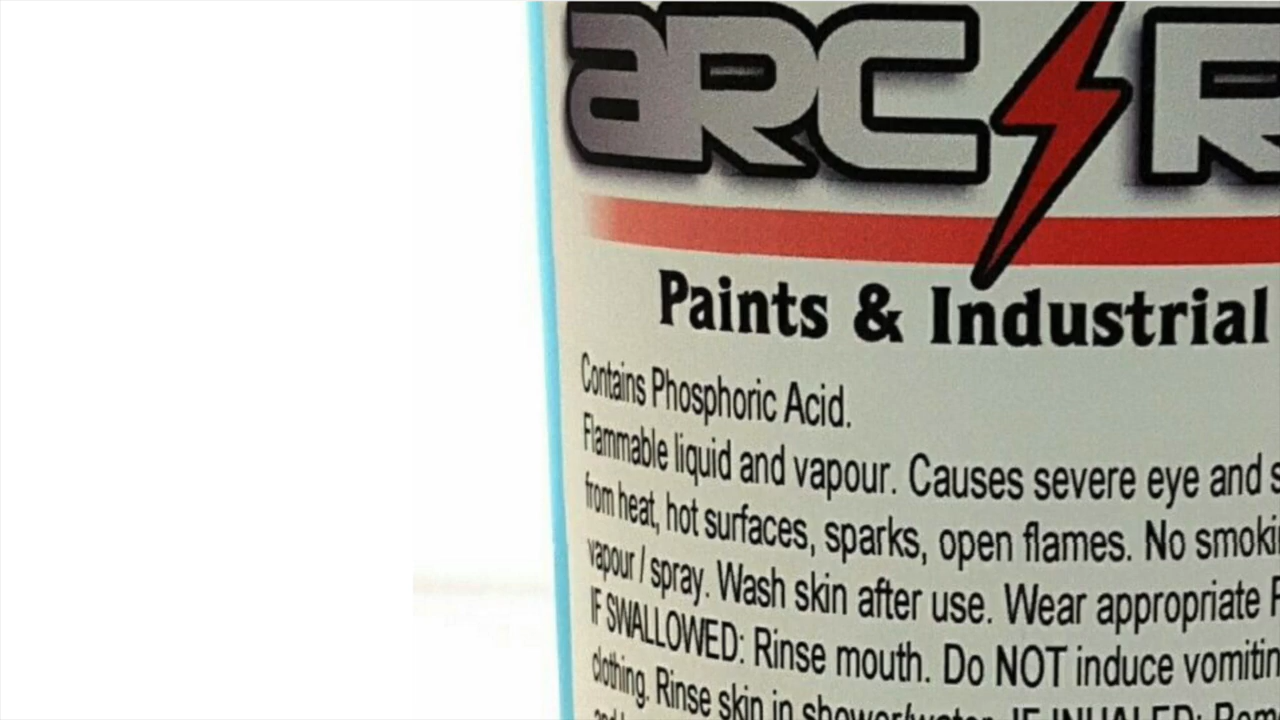 ARC R
Paints & Industrial
Contains Phosphoric Acid.
Flammable liquid and vapour. Causes severe eye and s
from heat, hot surfaces, sparks, open flames. No smoki
vapour / spray. Wash skin after use. Wear appropriate P
IF SWALLOWED: Rinse mouth. Do NOT induce vomitin
clothing. Rinse skin in shower/water. IF INHALED: Rem